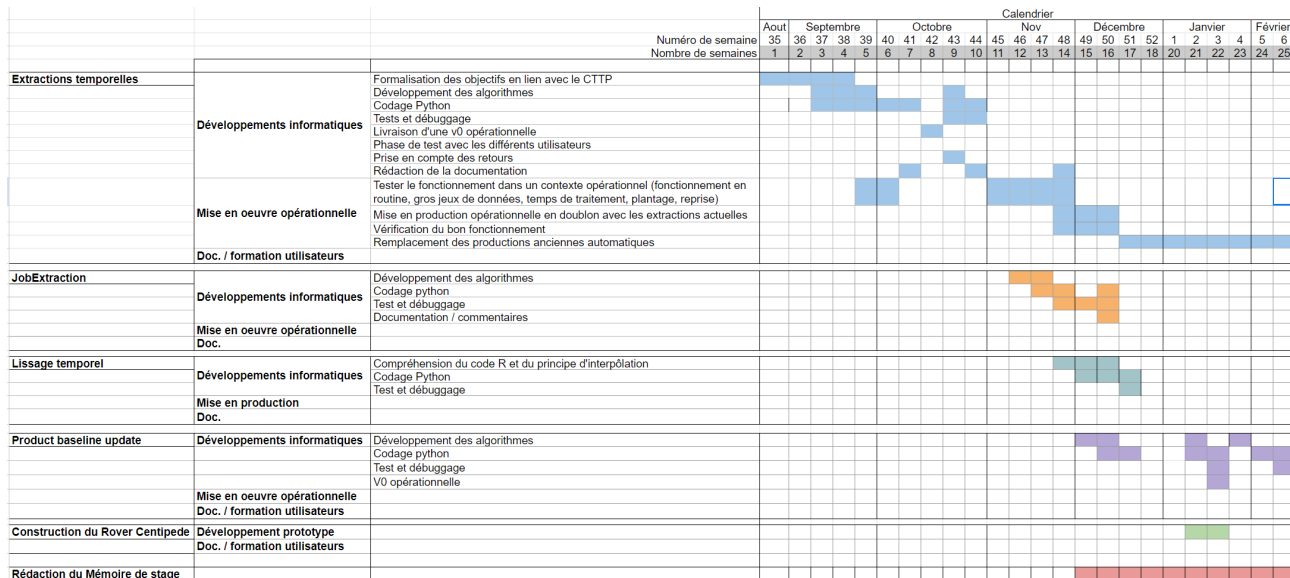 Calendrier
Aout Septembre Octobre Nov Décembre Janvier Février
Numéro de semaine 35 36 37 38 39 40 41 42 43 44 45 46 47 48 49 50 51 52 1 2 3 4 5 6
Nombre de semaines 1 2 3 4 5 6 7 8 9 10 11 12 13 14 15 16 17 18 20 21 22 23 24 25
Extractions temporelles
Formalisation des objectifs en lien avec le CTTP
Développements informatiques
Développement des algorithmes
Codage Python
Tests et débuggage
Livraison d'une v0 opérationnelle
Phase de test avec les différents utilisateurs
Prise en compte des retours
Rédaction de la documentation
Mise en oeuvre opérationnelle
Tester le fonctionnement dans un contexte opérationnel (fonctionnement en
routine, gros jeux de données, temps de traitement, plantage, reprise)
Mise en production opérationnelle en doublon avec les extractions actuelles
Vérification du bon fonctionnement
Remplacement des productions anciennes automatiques
Doc. / formation utilisateurs
JobExtraction
Développements informatiques
Développement des algorithmes
Codage python
Test et débuggage
Documentation / commentaires
Mise en oeuvre opérationnelle
Doc.
Lissage temporel
Développements informatiques
Compréhension du code R et du principe d'interpôlation
Codage Python
Test et débuggage
Mise en production
Doc.
Product baseline update
Développements informatiques
Développement des algorithmes
Codage python
Test et débuggage
V0 opérationnelle
Mise en oeuvre opérationnelle
Doc. / formation utilisateurs
Construction du Rover Centipede
Développement prototype
Doc. / formation utilisateurs
Rédaction du Mémoire de stage